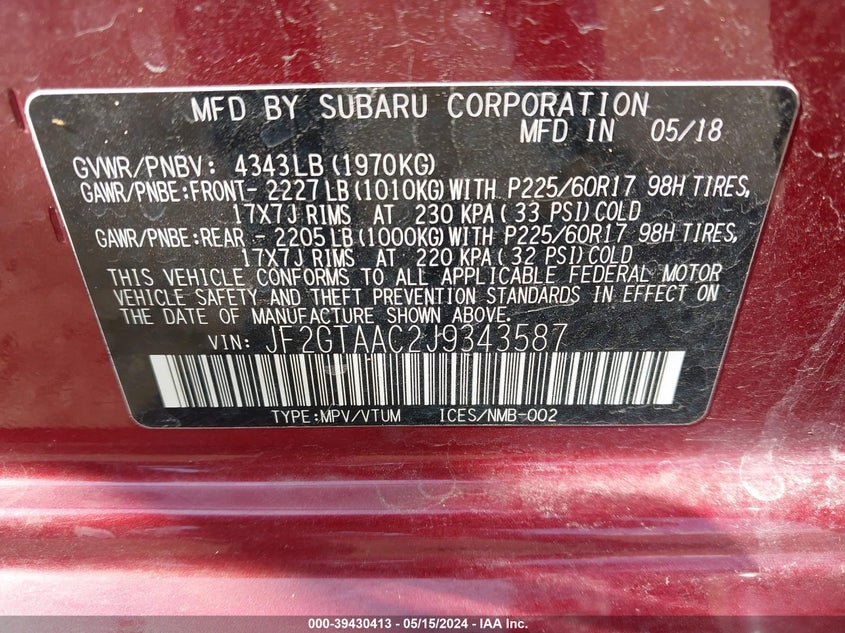 MFD BY SUBARU CORPORATION
MFD IN 05/18
GVWR/PNBV: 4343LB (1970KG)
GAWR/PNBE:FRONT- 2227 LB (1010KG) WITH P225/60R17 98H TIRES,
17X7J RIMS AT 230 KPA ( 33 PSI) COLD
GAWR/PNBE:REAR - 2205 LB (1000KG) WITH P225/60R17 98H TIRES,
17X7J RIMS AT 220 KPA ( 32 PSI) COLD
THIS VEHICLE CONFORMS TO ALL APPLICABLE FEDERAL MOTOR
VEHICLE SAFETY AND THEFT PREVENTION STANDARDS IN EFFECT ON
THE DATE OF MANUFACTURE SHOWN ABOVE.
VIN: JF2GTAAC2J9343587
TYPE:MPV/VTUM ICES/NMB-002
000-39430413 - 05/15/2024 - IAA Inc.